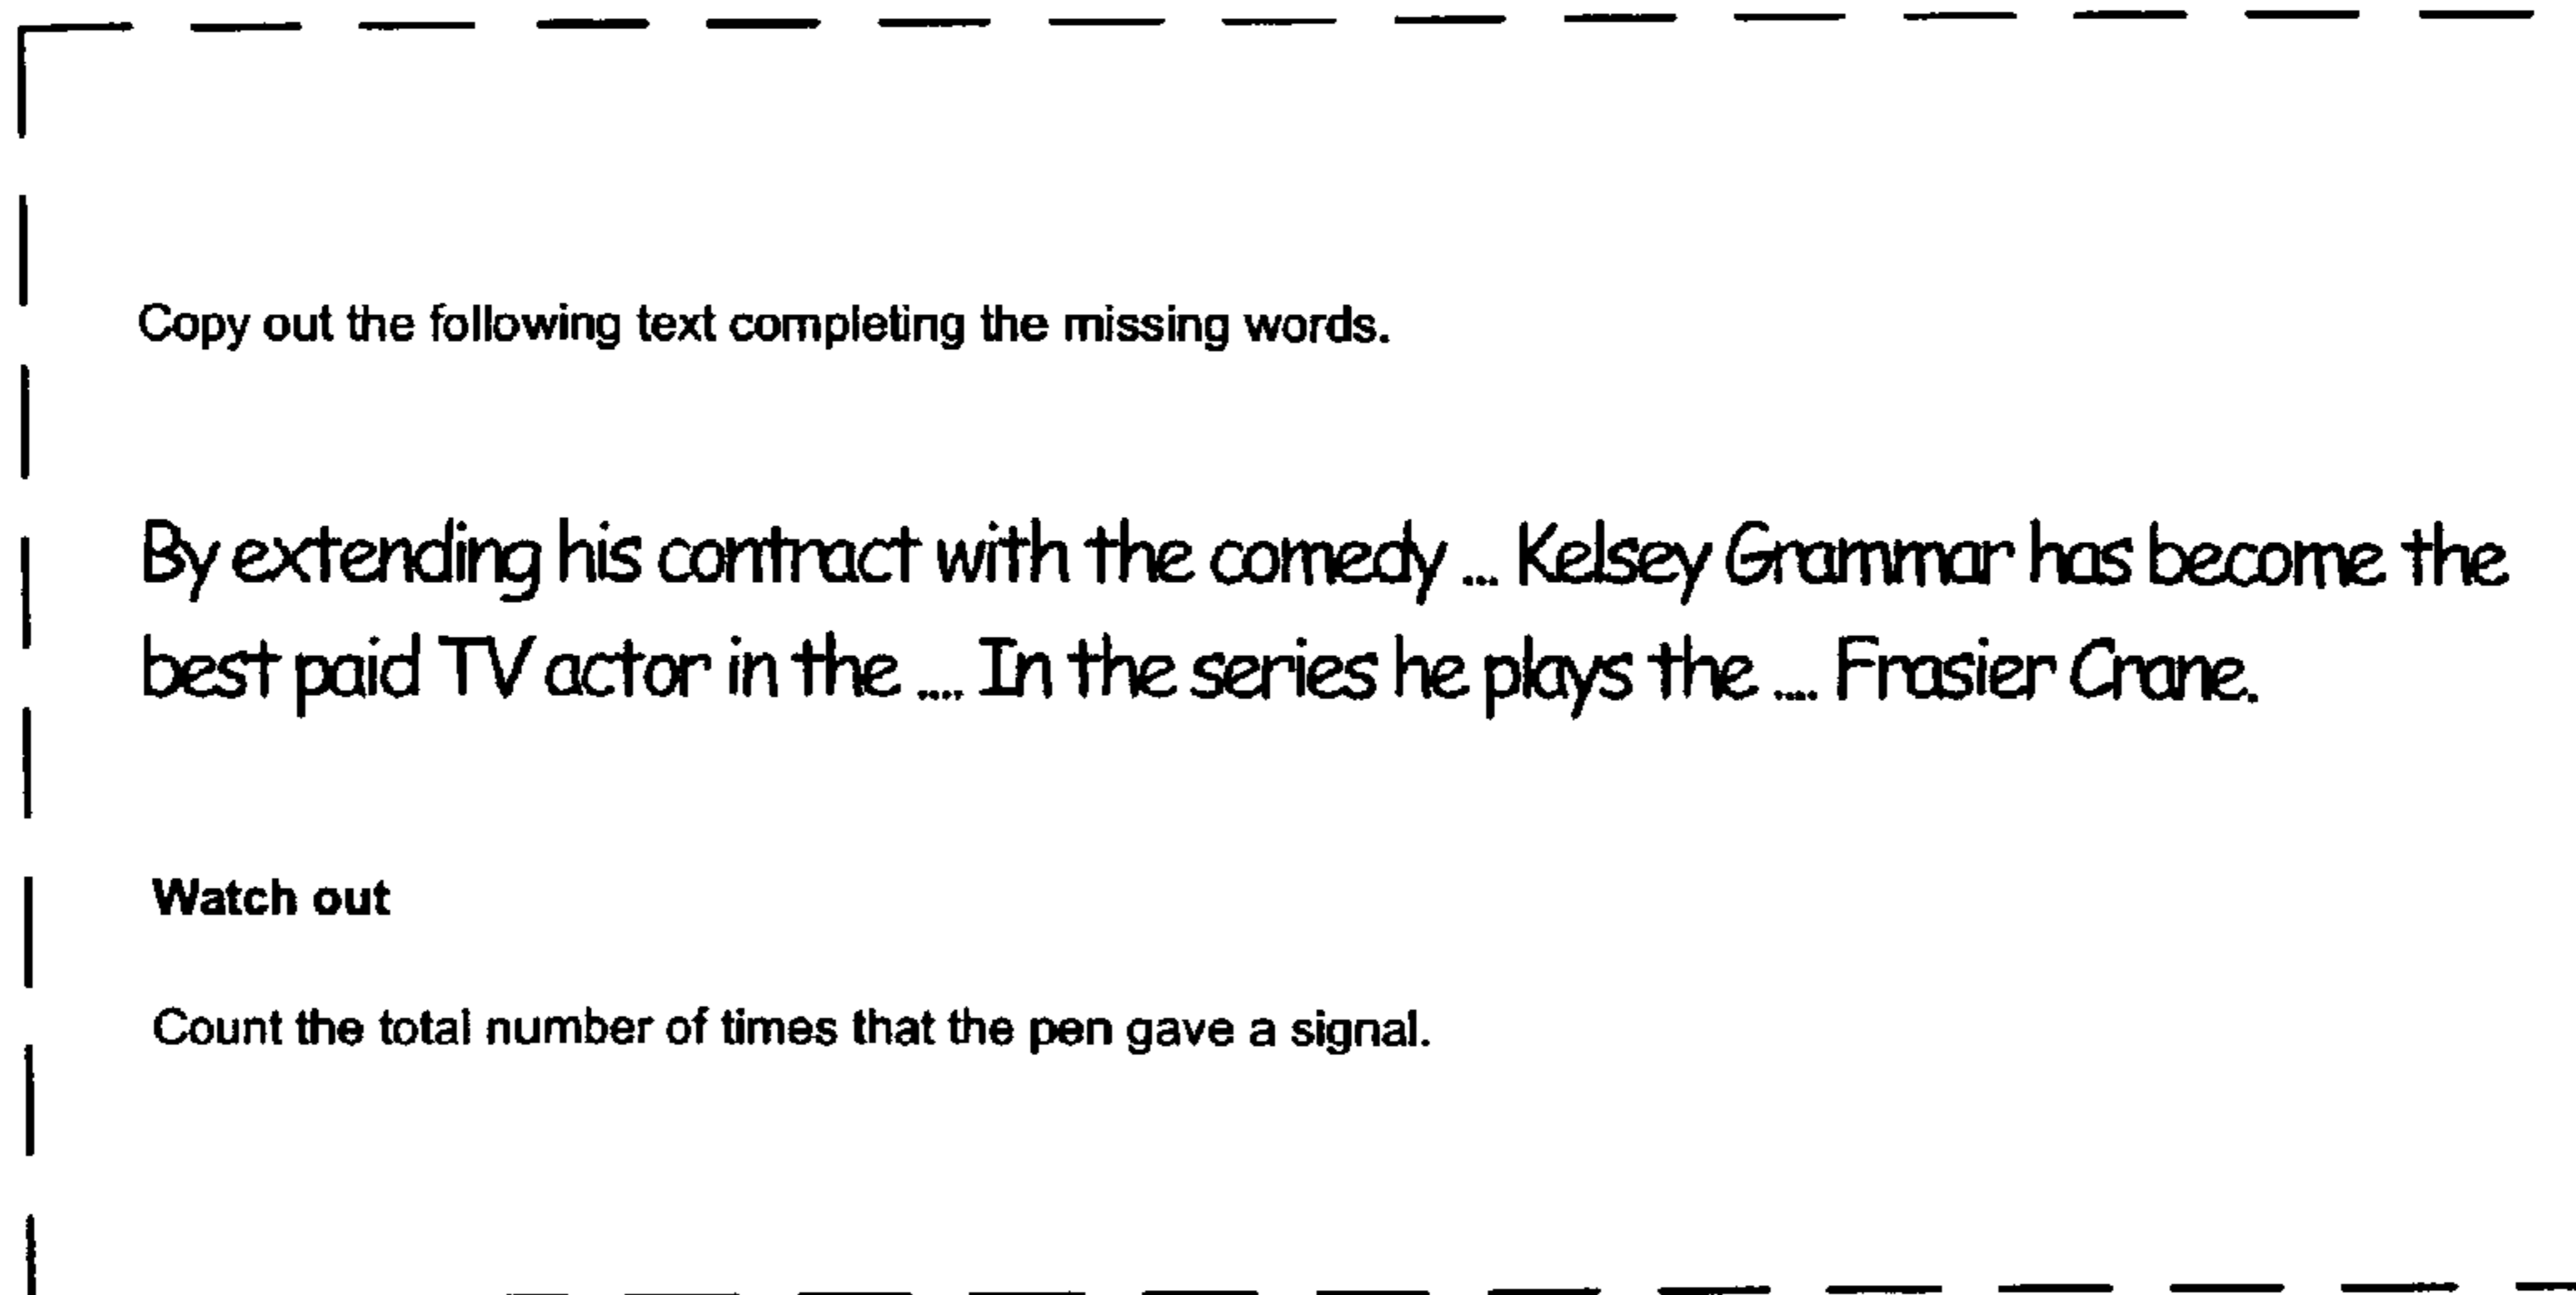 Copy out the following text completing the missing words.
By extending his contract with the comedy ... Kelsey Grammar has become the
best paid TV actor in the .... In the series he plays the .... Frasier Crane.
Watch out
Count the total number of times that the pen gave a signal.